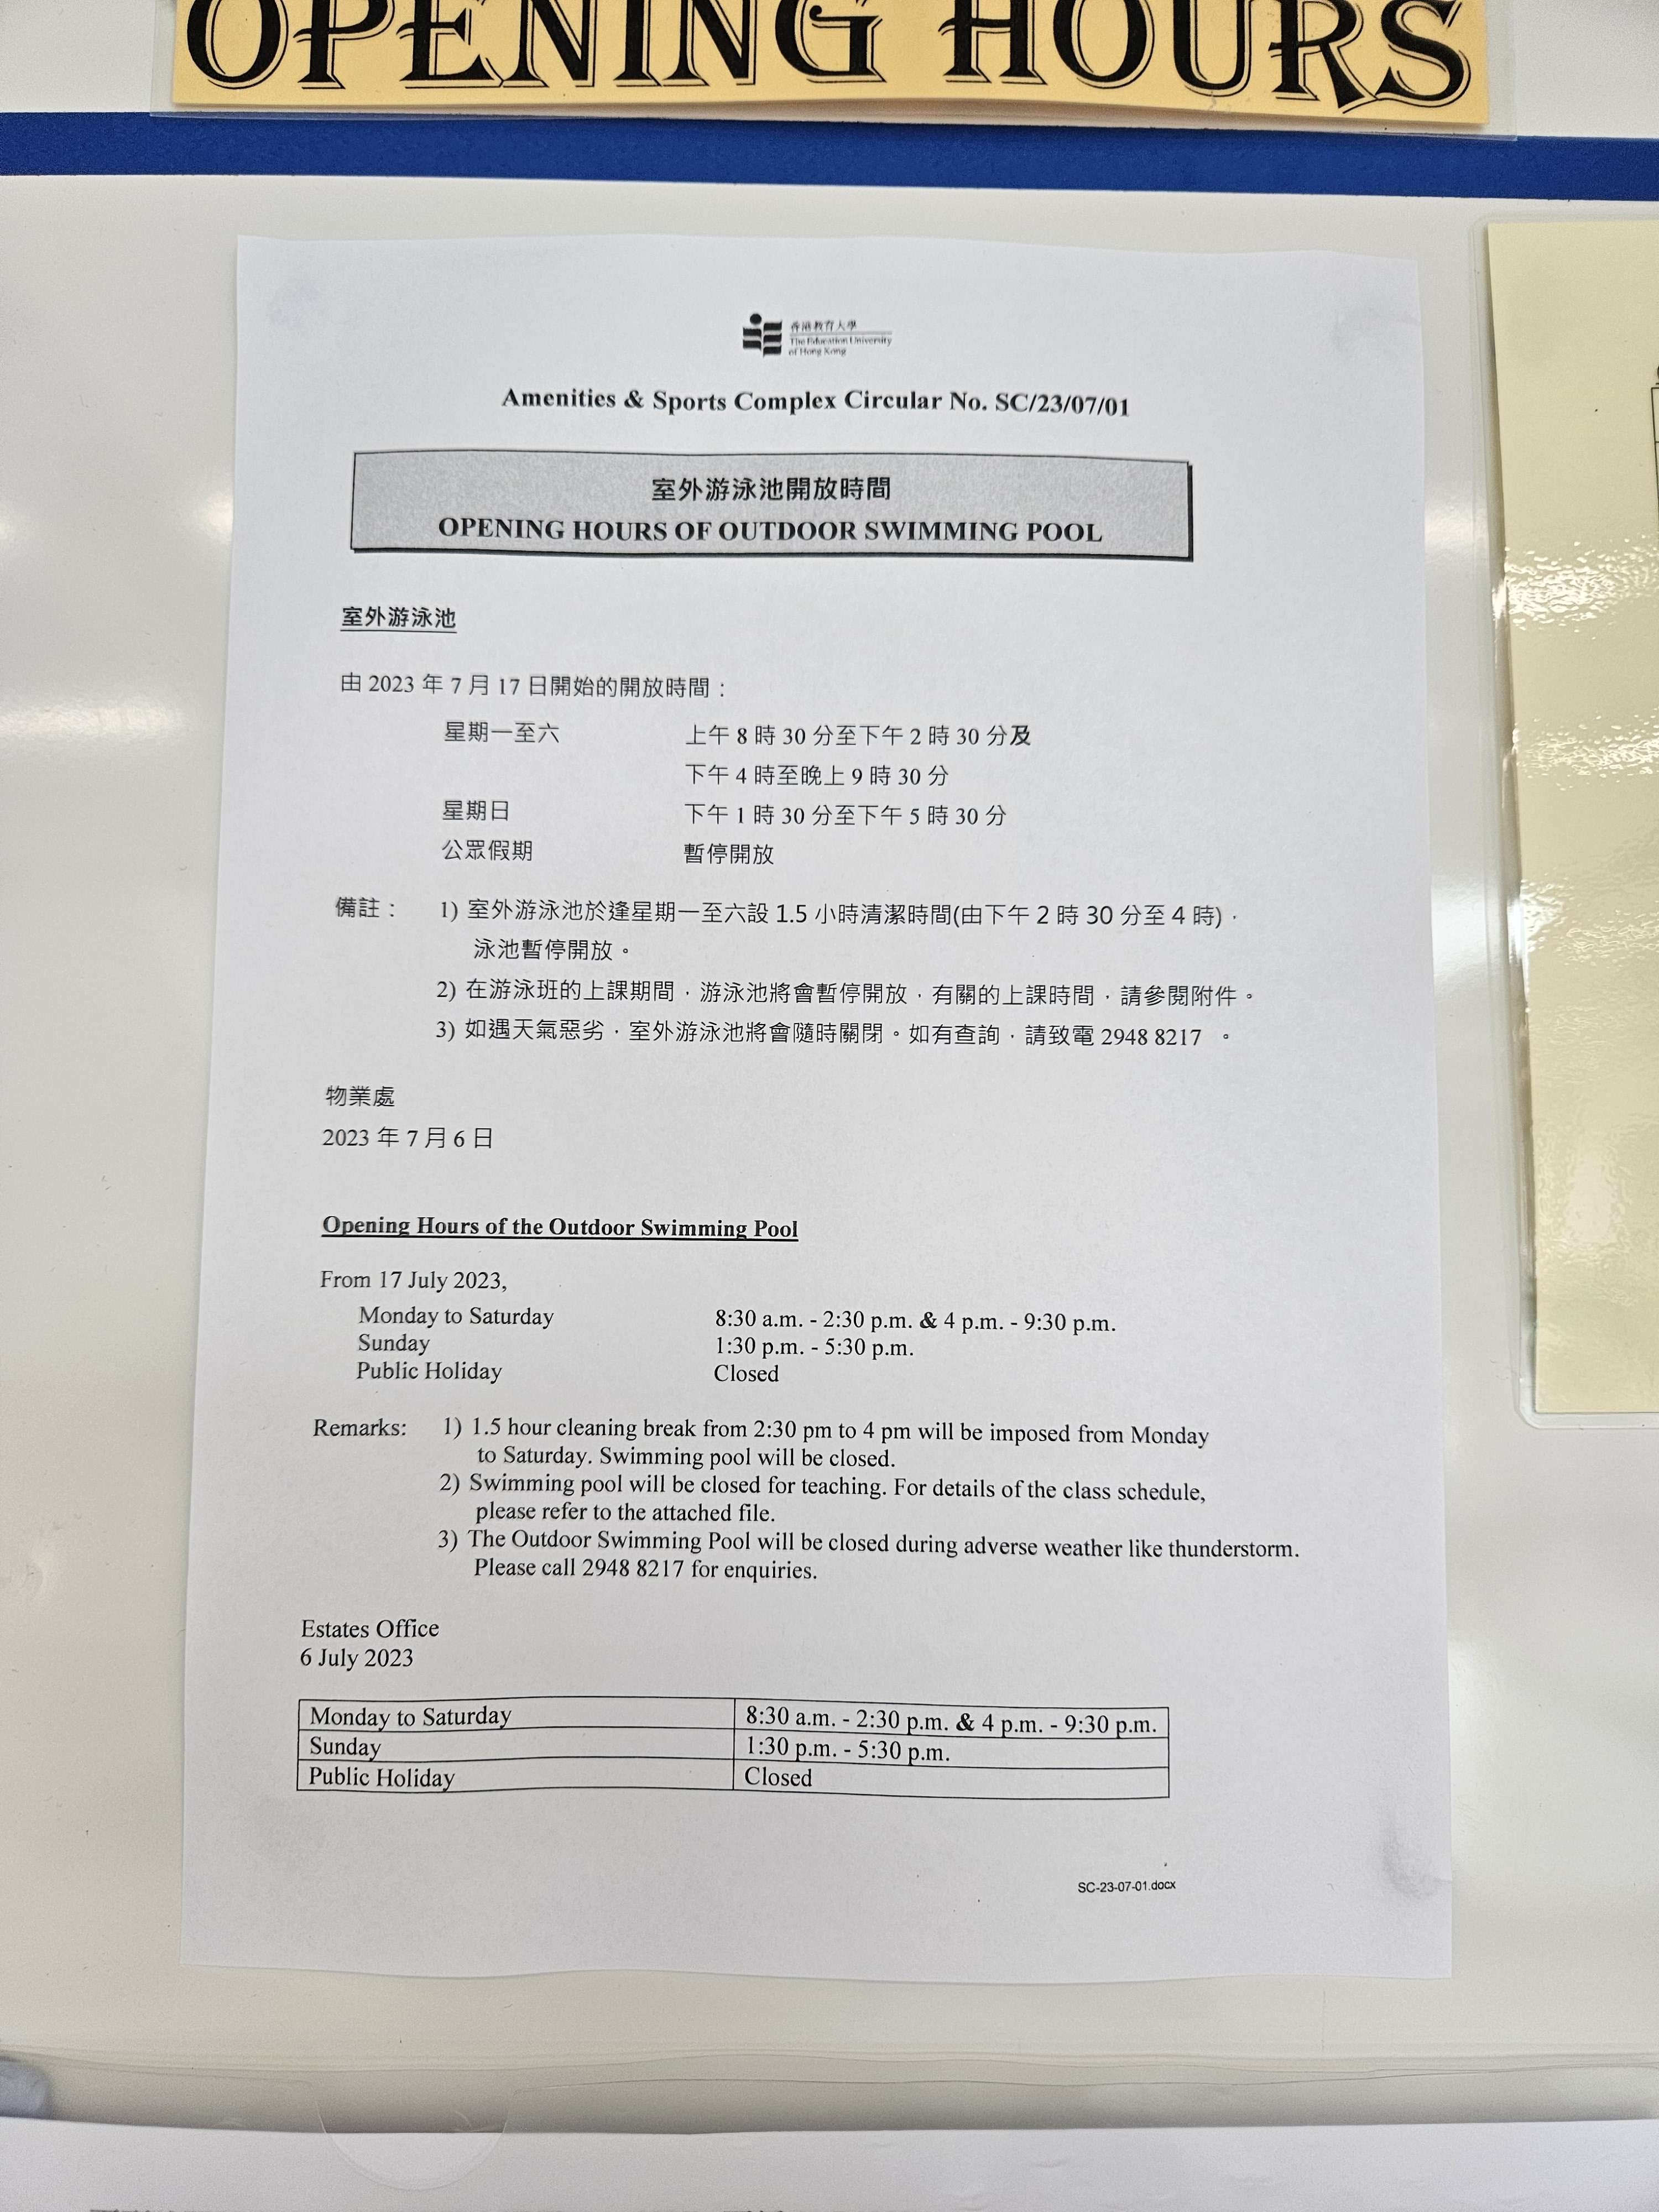 OPENING HOURS
香港教育大學
The Education University
of Hong Kong
Amenities & Sports Complex Circular No. SC/23/07/01
室外游泳池開放時間
OPENING HOURS OF OUTDOOR SWIMMING POOL
室外游泳池
由 2023 年 7 月 17 日開始的開放時間：
星期一至六 上午 8 時 30 分至下午 2 時 30 分及
下午 4 時至晚上 9 時 30 分
星期日 下午 1 時 30 分至下午 5 時 30 分
公眾假期 暫停開放
備註： 1) 室外游泳池於逢星期一至六設 1.5 小時清潔時間(由下午 2 時 30 分至 4 時)，
泳池暫停開放。
2) 在游泳班的上課期間，游泳池將會暫停開放，有關的上課時間，請參閱附件。
3) 如遇天氣惡劣，室外游泳池將會隨時關閉。如有查詢，請致電 2948 8217 。
物業處
2023 年 7 月 6 日
Opening Hours of the Outdoor Swimming Pool
From 17 July 2023,
Monday to Saturday 8:30 a.m. - 2:30 p.m. & 4 p.m. - 9:30 p.m.
Sunday 1:30 p.m. - 5:30 p.m.
Public Holiday Closed
Remarks: 1) 1.5 hour cleaning break from 2:30 pm to 4 pm will be imposed from Monday
to Saturday. Swimming pool will be closed.
2) Swimming pool will be closed for teaching. For details of the class schedule,
please refer to the attached file.
3) The Outdoor Swimming Pool will be closed during adverse weather like thunderstorm.
Please call 2948 8217 for enquiries.
Estates Office
6 July 2023
Monday to Saturday 8:30 a.m. - 2:30 p.m. & 4 p.m. - 9:30 p.m.
Sunday 1:30 p.m. - 5:30 p.m.
Public Holiday Closed
SC-23-07-01.docx